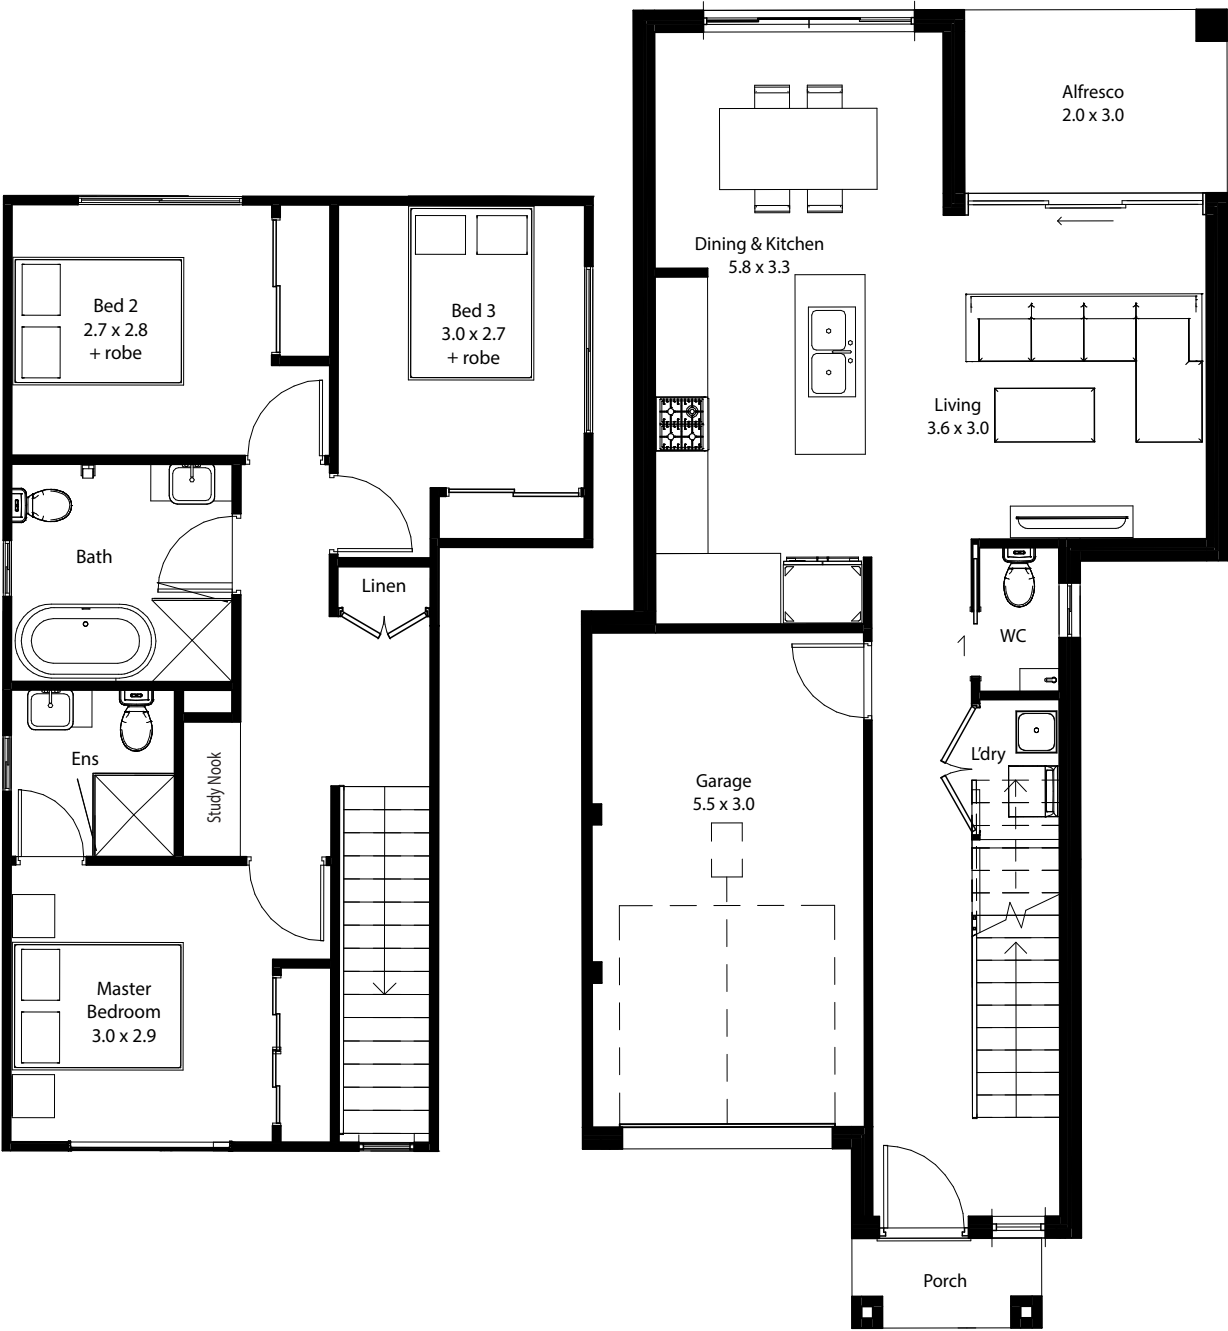 Alfresco
2.0 x 3.0
Dining & Kitchen
5.8 x 3.3
Bed 2
2.7 x 2.8
+ robe
Bed 3
3.0 x 2.7
+ robe
Living
3.6 x 3.0
Bath
Linen
WC
Ens
Study Nook
L'dry
Garage
5.5 x 3.0
Master
Bedroom
3.0 x 2.9
Porch